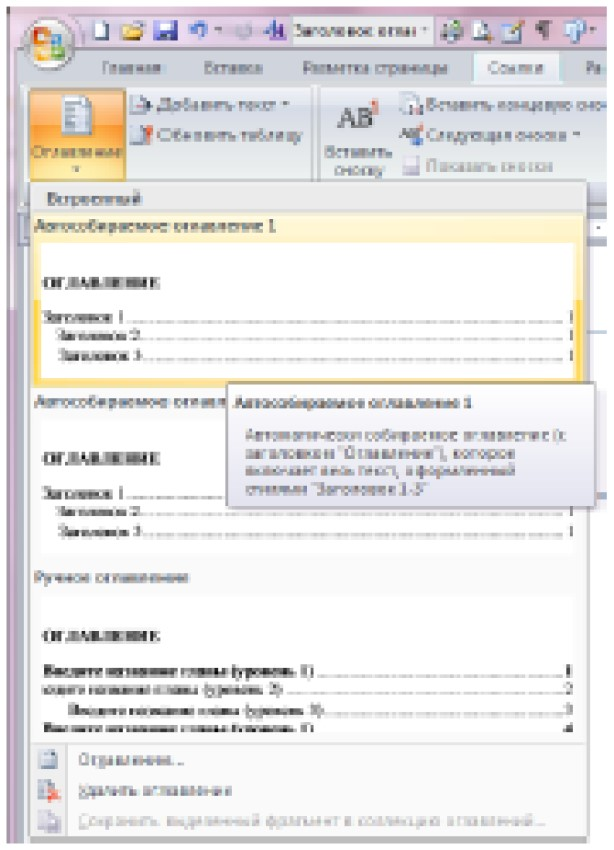 Заголовок оглав
Главная Вставка Разметка страницы Ссылки Ра
Оглавление
Добавить текст
Обновить таблицу
AB¹
Вставить сноску
Вставить концевую сно
Следующая сноска
Показать сноски
Встроенный
Автособираемое оглавление 1
ОГЛАВЛЕНИЕ
Заголовок 1 1
Заголовок 2 1
Заголовок 3 1
Автособираемое оглавл
Автособираемое оглавление 1
Автоматически собираемое оглавление (с
заголовком "Оглавление"), которое
включает весь текст, оформленный
стилями "Заголовок 1-3"
ОГЛАВЛЕНИЕ
Заголовок 1
Заголовок 2 1
Заголовок 3 1
Ручное оглавление
ОГЛАВЛЕНИЕ
Введите название главы (уровень 1) 1
ведите название главы (уровень 2) 2
Введите название главы (уровень 3) 3
Введите название главы (уровень 1) 4
Оглавление...
Удалить оглавление
Сохранить выделенный фрагмент в коллекцию оглавлений...